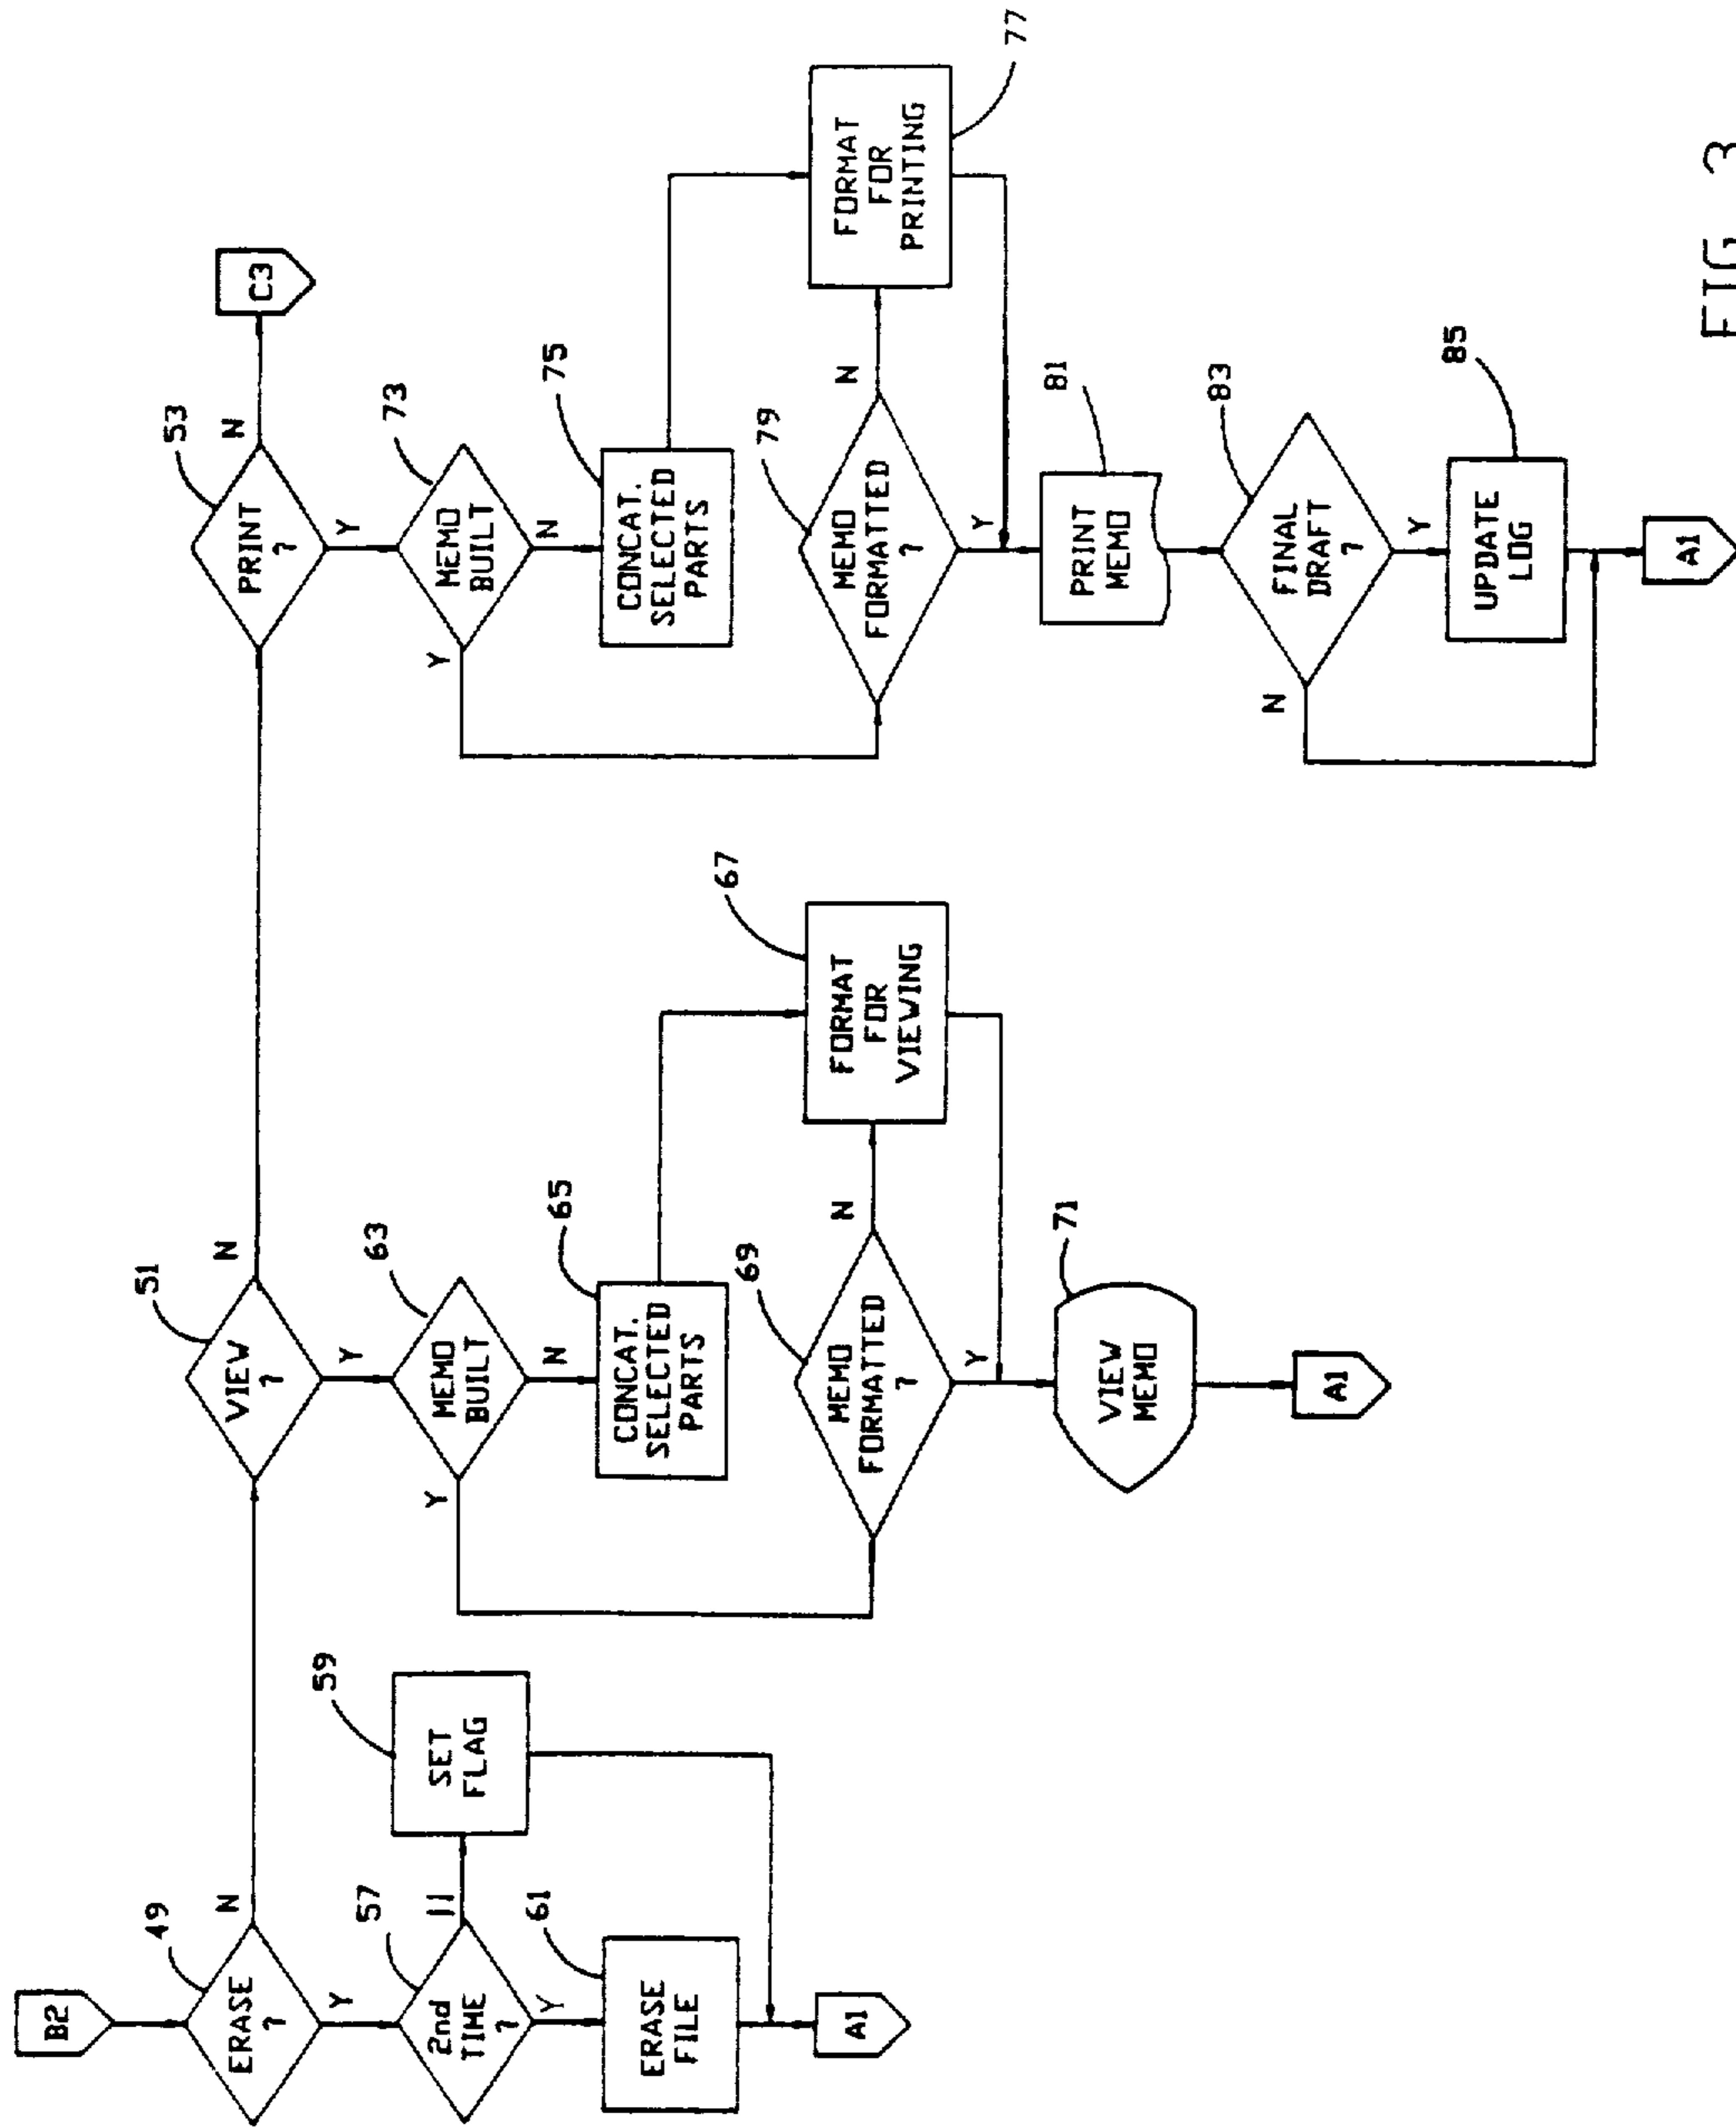 B2
49
ERASE
?
N
Y
57
2nd
TIME
?
Y
59
SET
FLAG
61
ERASE
FILE
A1
51
VIEW
?
N
Y
63
MEMO
BUILT
Y
N
65
CONCAT.
SELECTED
PARTS
67
FORMAT
FOR
VIEWING
69
MEMO
FORMATTED
?
N
Y
71
VIEW
MEMO
A1
53
PRINT
?
N
C3
Y
73
MEMO
BUILT
Y
N
75
CONCAT.
SELECTED
PARTS
77
FORMAT
FOR
PRINTING
79
MEMO
FORMATTED
?
N
Y
81
PRINT
MEMO
83
FINAL
DRAFT
?
N
Y
85
UPDATE
LOG
A1
FIG 3